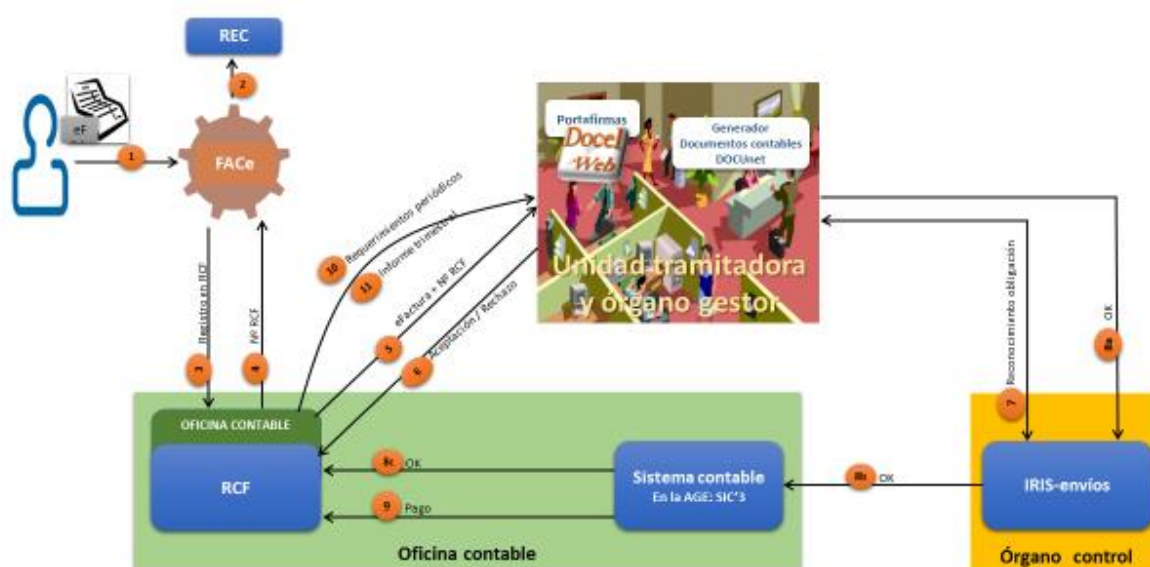 REC
2
eF
1
FACe
Portafirmas
Docel
Web
Generador
Documentos contables
DOCUnet
Unidad tramitadora
y órgano gestor
10 Requerimientos periódicos
11 Informe trimestral
5 eFactura + Nº RCF
6 Aceptación / Rechazo
3 Registro en
4 Nº RCF
7 Reconocimiento obligación
8a OK
OFICINA CONTABLE
RCF
8c OK
9 Pago
Sistema contable
En la AGE: SIC'3
8b OK
IRIS-envíos
Oficina contable
Órgano control